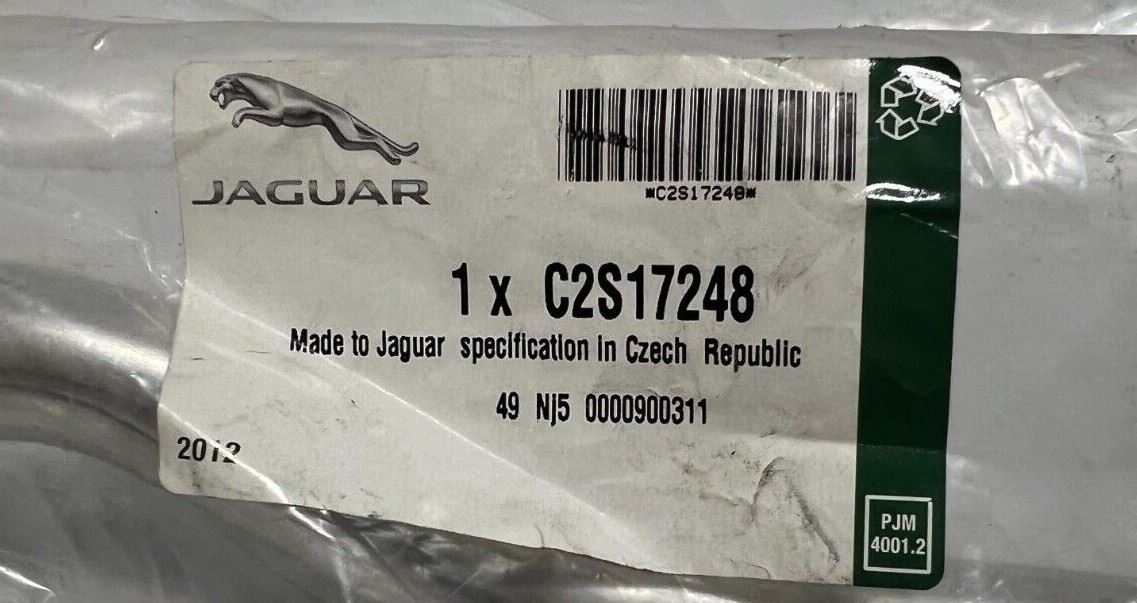 JAGUAR
*C2S17248*
1 x C2S17248
Made to Jaguar specification in Czech Republic
49 Nj5 0000900311
2012
PJM
4001.2